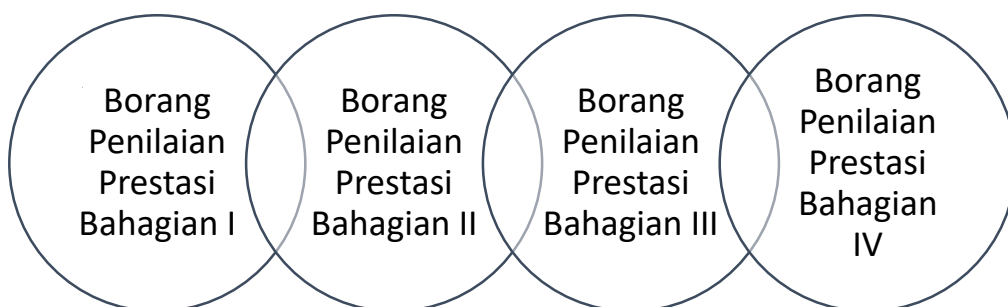 Borang
Penilaian
Prestasi
Bahagian I
Borang
Penilaian
Prestasi
Bahagian II
Borang
Penilaian
Prestasi
Bahagian III
Borang
Penilaian
Prestasi
Bahagian
IV